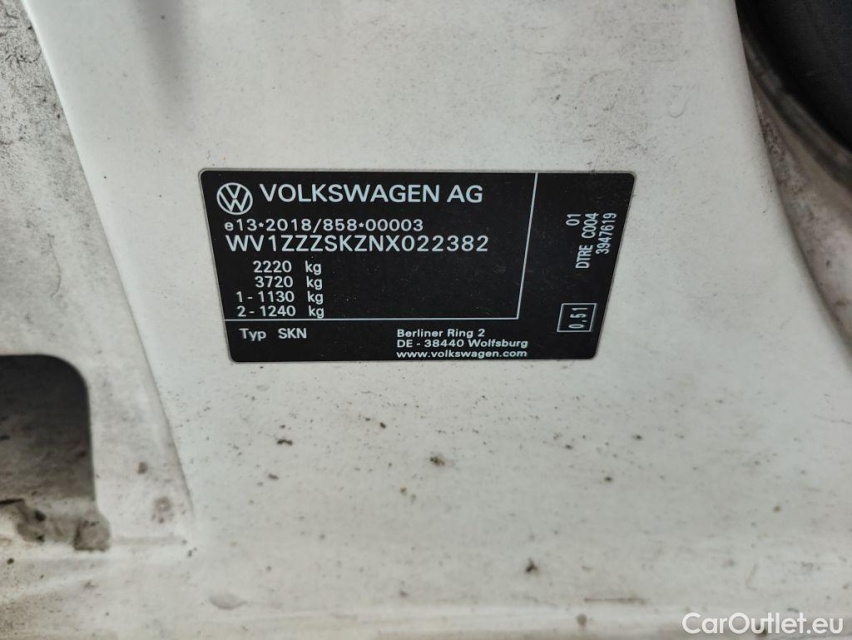 VOLKSWAGEN AG
e13*2018/858*00003
WV1ZZZSKZNX022382
2220 kg
3720 kg
1 - 1130 kg
2 - 1240 kg
Typ SKN
Berliner Ring 2
DE - 38440 Wolfsburg
www.volkswagen.com
01
DTRE C004
3947619
0,51
CarOutlet.eu